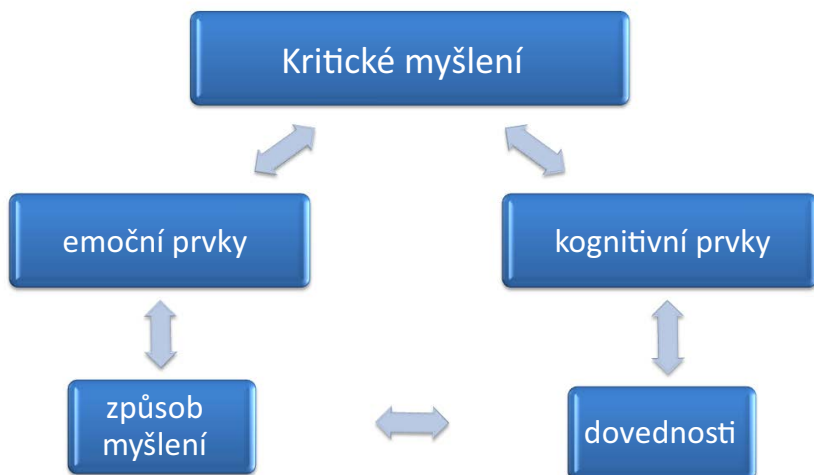 Kritické myšlení
emoční prvky
kognitivní prvky
způsob
myšlení
dovednosti